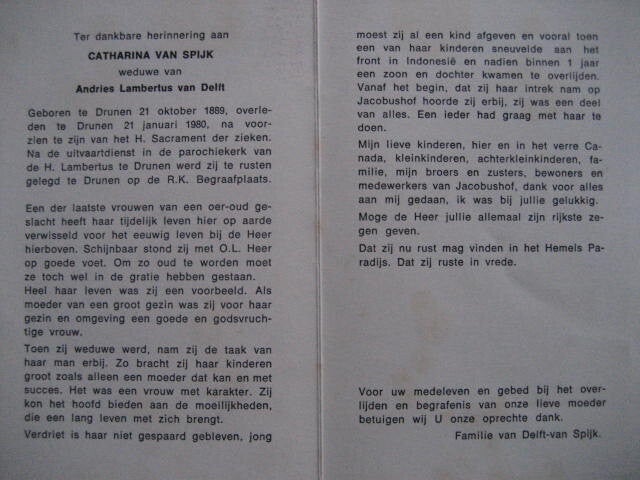 Ter dankbare herinnering aan
CATHARINA VAN SPIJK
weduwe van
Andries Lambertus van Delft
Geboren te Drunen 21 oktober 1889, overle-
den te Drunen 21 januari 1980, na voor-
zien te zijn van het H. Sacrament der zieken.
Na de uitvaartdienst in de parochiekerk van
de H. Lambertus te Drunen werd zij te rusten
gelegd te Drunen op de R.K. Begraafplaats.
Een der laatste vrouwen van een oer-oud ge-
slacht heeft haar tijdelijk leven hier op aarde
verwisseld voor het eeuwig leven bij de Heer
hierboven. Schijnbaar stond zij met O.L. Heer
op goede voet. Om zo oud te worden moet
ze toch wel in de gratie hebben gestaan.
Heel haar leven was zij een voorbeeld. Als
moeder van een groot gezin was zij voor haar
gezin en omgeving een goede en godsvruch-
tige vrouw.
Toen zij weduwe werd, nam zij de taak van
haar man erbij. Zo bracht zij haar kinderen
groot zoals alleen een moeder dat kan en met
succes. Het was een vrouw met karakter. Zij
kon het hoofd bieden aan de moeilijkheden,
die een lang leven met zich brengt.
Verdriet is haar niet gespaard gebleven, jong
moest zij al een kind afgeven en vooral toen
een van haar kinderen sneuvelde aan het
front in Indonesië en nadien binnen 1 jaar
een zoon en dochter kwamen te overlijden.
Vanaf het begin, dat zij haar intrek nam op
Jacobushof hoorde zij erbij, zij was een deel
van alles. Een ieder had graag met haar te
doen.
Mijn lieve kinderen, hier en in het verre Ca-
nada, kleinkinderen, achterkleinkinderen, fa-
milie, mijn broers en zusters, bewoners en
medewerkers van Jacobushof, dank voor alles
aan mij gedaan, ik was bij jullie gelukkig.
Moge de Heer jullie allemaal zijn rijkste ze-
gen geven.
Dat zij nu rust mag vinden in het Hemels Pa-
radijs. Dat zij ruste in vrede.
Voor uw medeleven en gebed bij het over-
lijden en begrafenis van onze lieve moeder
betuigen wij U onze oprechte dank.
Familie van Delft-van Spijk.